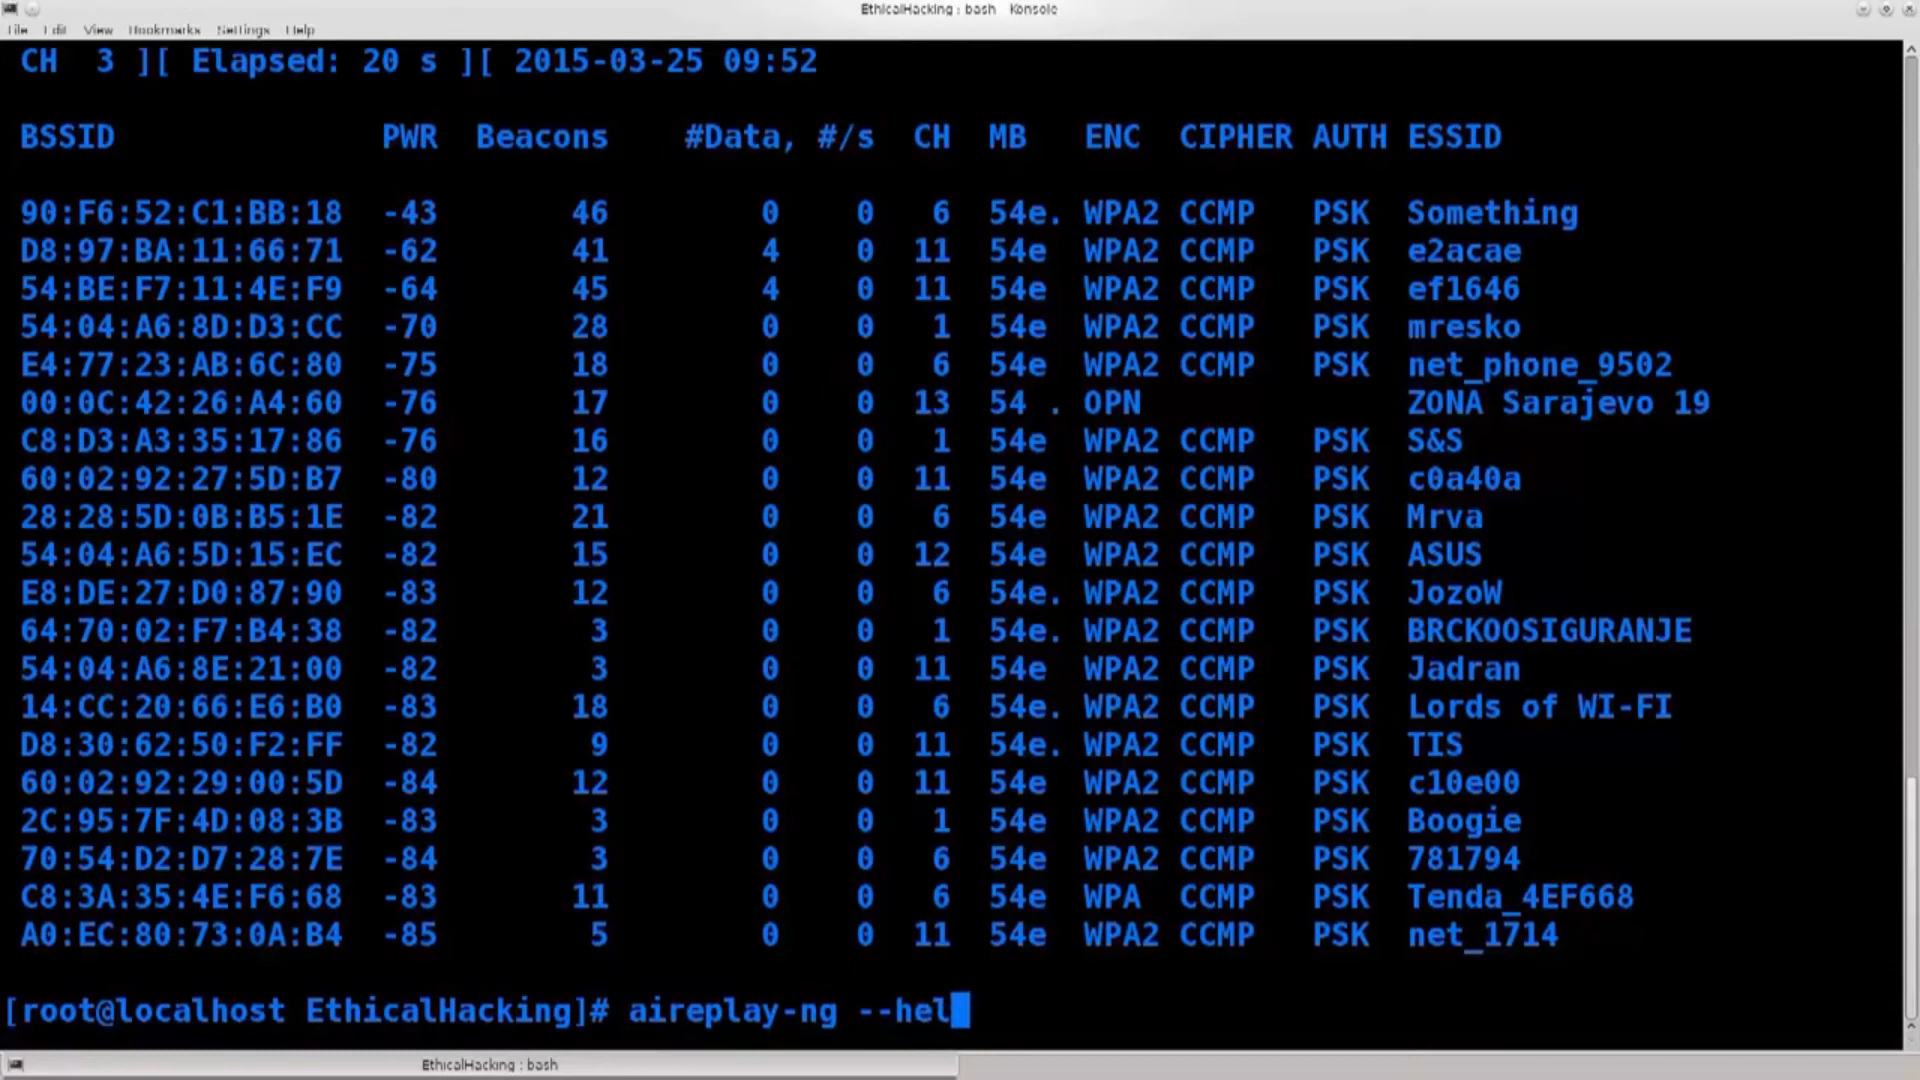 EthicalHacking : bash Konsole
File Edit View Bookmarks Settings Help
CH 3 ][ Elapsed: 20 s ][ 2015-03-25 09:52
BSSID PWR Beacons #Data, #/s CH MB ENC CIPHER AUTH ESSID
90:F6:52:C1:BB:18 -43 46 0 0 6 54e. WPA2 CCMP PSK Something
D8:97:BA:11:66:71 -62 41 4 0 11 54e WPA2 CCMP PSK e2acae
54:BE:F7:11:4E:F9 -64 45 4 0 11 54e WPA2 CCMP PSK ef1646
54:04:A6:8D:D3:CC -70 28 0 0 1 54e WPA2 CCMP PSK mresko
E4:77:23:AB:6C:80 -75 18 0 0 6 54e WPA2 CCMP PSK net_phone_9502
00:0C:42:26:A4:60 -76 17 0 0 13 54 . OPN ZONA Sarajevo 19
C8:D3:A3:35:17:86 -76 16 0 0 1 54e WPA2 CCMP PSK S&S
60:02:92:27:5D:B7 -80 12 0 0 11 54e WPA2 CCMP PSK c0a40a
28:28:5D:0B:B5:1E -82 21 0 0 6 54e WPA2 CCMP PSK Mrva
54:04:A6:5D:15:EC -82 15 0 0 12 54e WPA2 CCMP PSK ASUS
E8:DE:27:D0:87:90 -83 12 0 0 6 54e. WPA2 CCMP PSK JozoW
64:70:02:F7:B4:38 -82 3 0 0 1 54e. WPA2 CCMP PSK BRCKOOSIGURANJE
54:04:A6:8E:21:00 -82 3 0 0 11 54e WPA2 CCMP PSK Jadran
14:CC:20:66:E6:B0 -83 18 0 0 6 54e. WPA2 CCMP PSK Lords of WI-FI
D8:30:62:50:F2:FF -82 9 0 0 11 54e. WPA2 CCMP PSK TIS
60:02:92:29:00:5D -84 12 0 0 11 54e WPA2 CCMP PSK c10e00
2C:95:7F:4D:08:3B -83 3 0 0 1 54e WPA2 CCMP PSK Boogie
70:54:D2:D7:28:7E -84 3 0 0 6 54e WPA2 CCMP PSK 781794
C8:3A:35:4E:F6:68 -83 11 0 0 6 54e WPA CCMP PSK Tenda_4EF668
A0:EC:80:73:0A:B4 -85 5 0 0 11 54e WPA2 CCMP PSK net_1714
[root@localhost EthicalHacking]# aireplay-ng --hel
EthicalHacking : bash